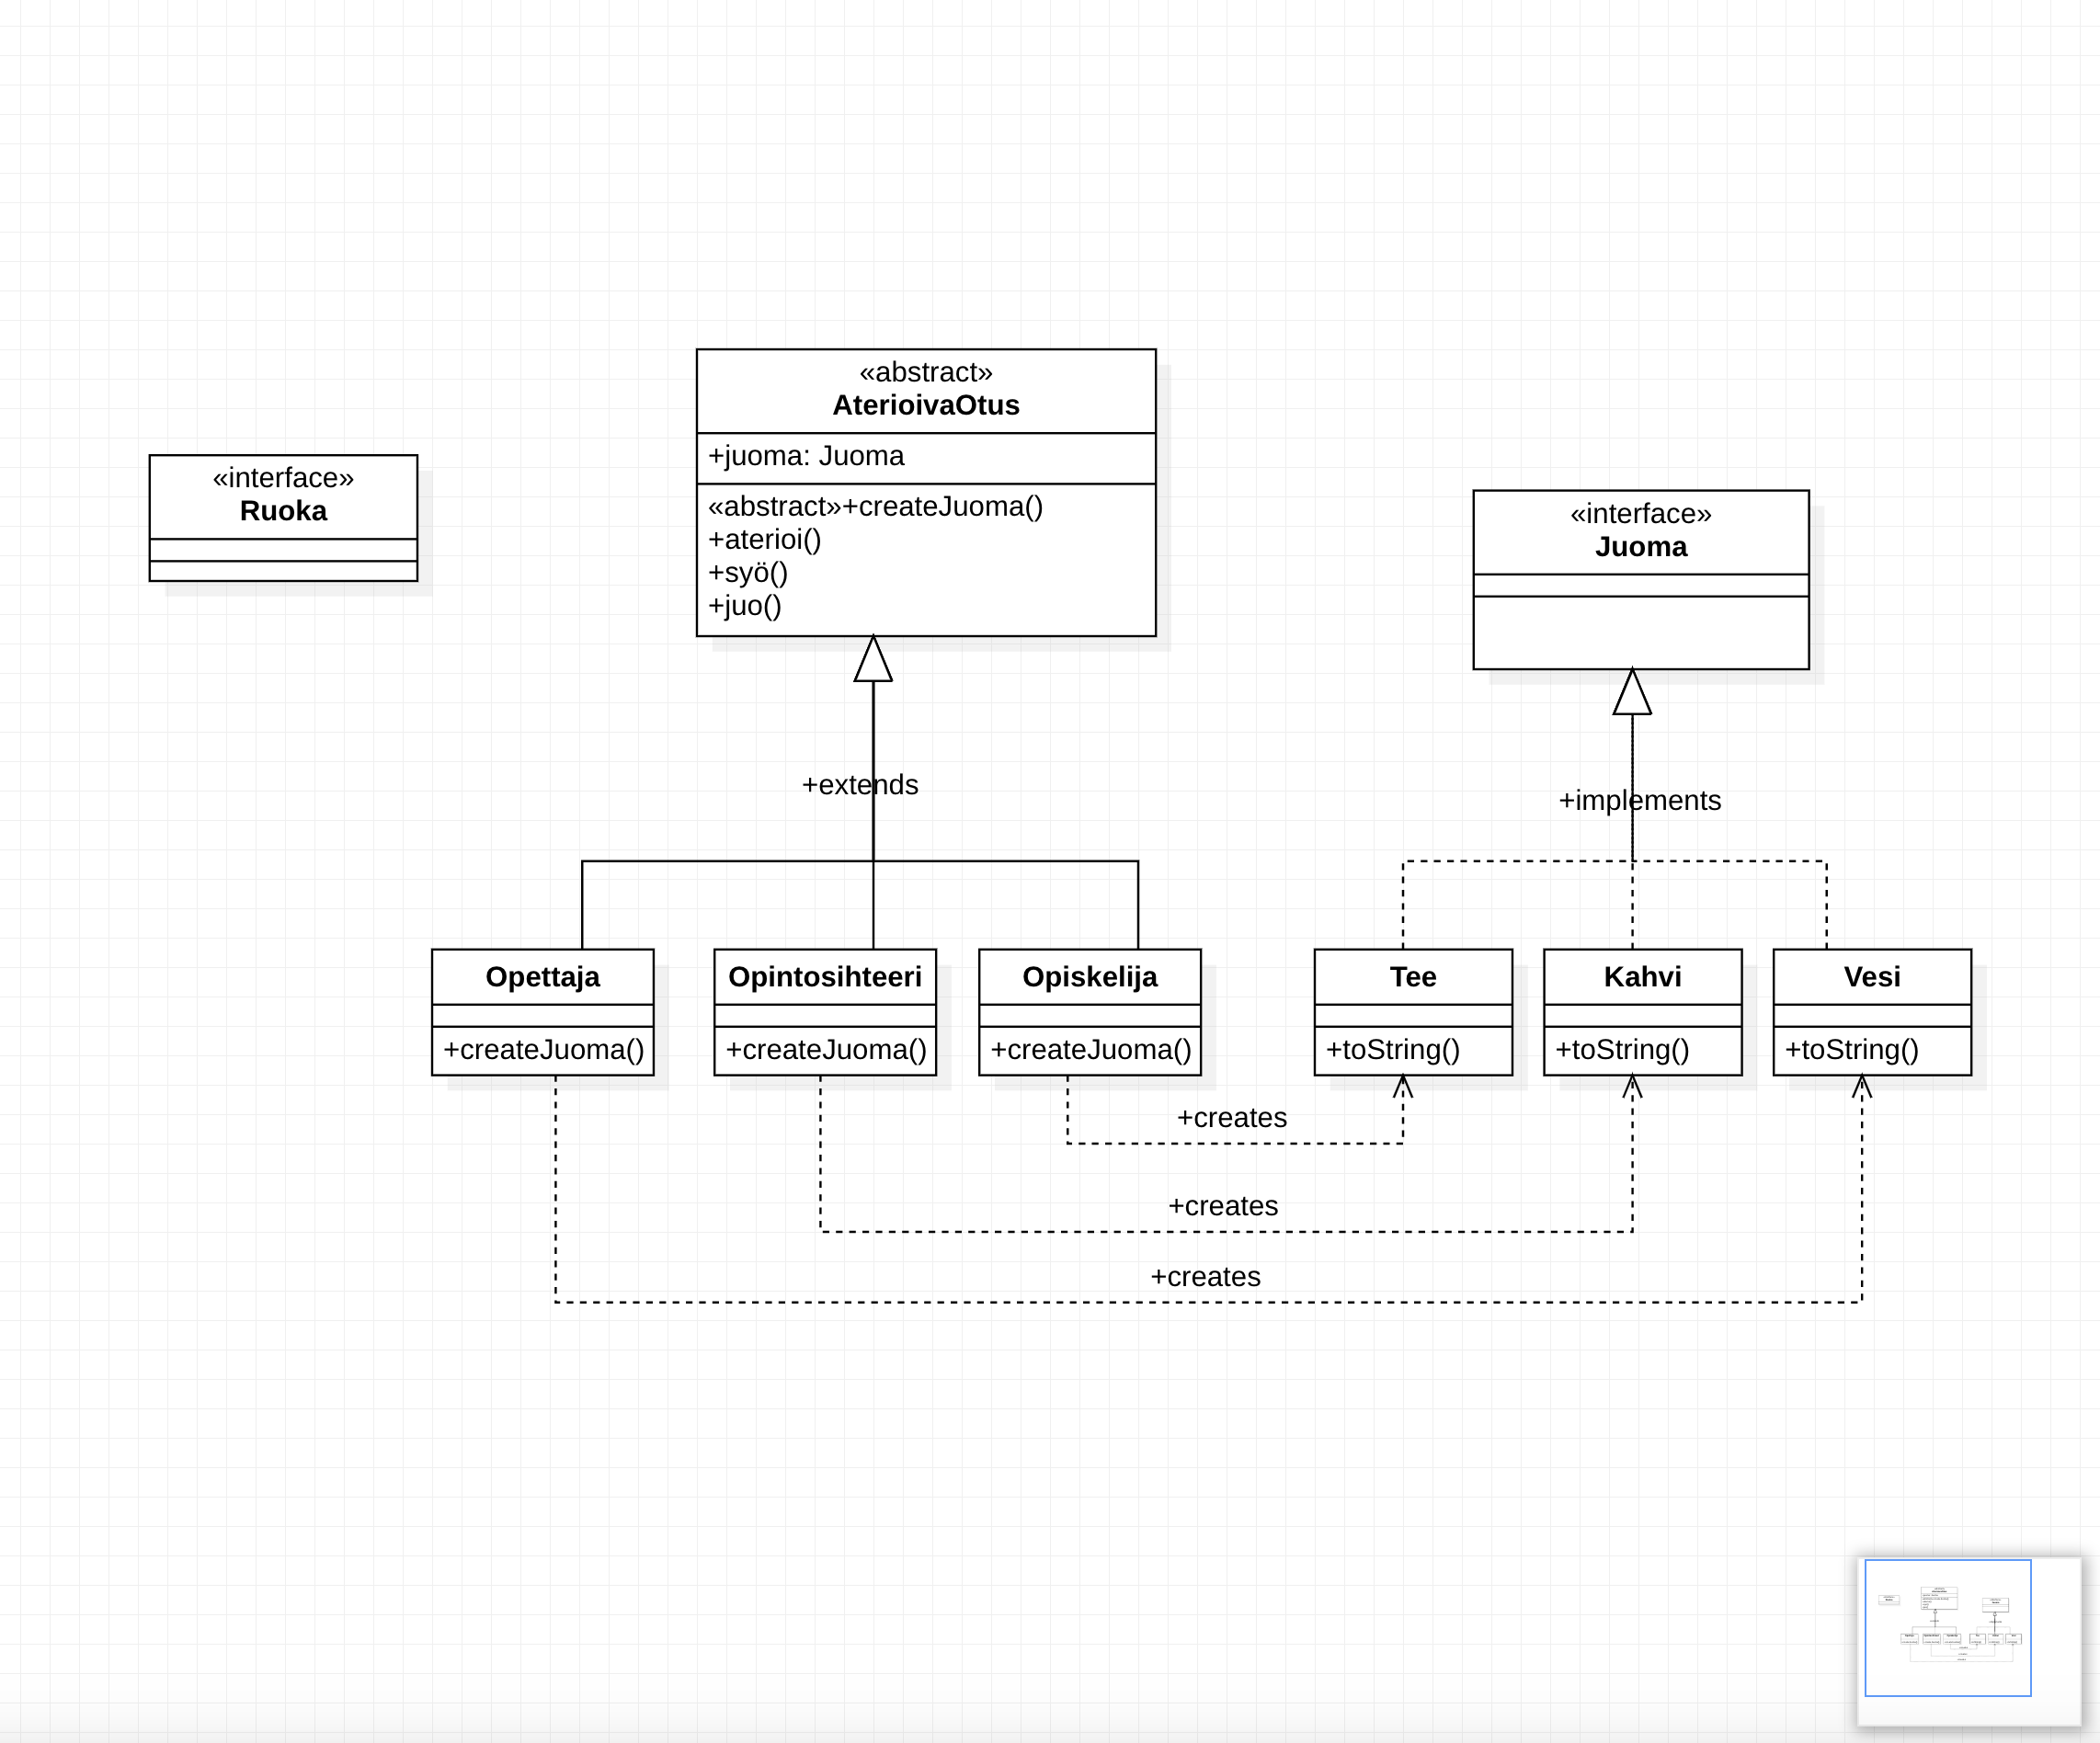 «interface»
Ruoka
«abstract»
AterioivaOtus
+juoma: Juoma
«abstract»+createJuoma()
+aterioi()
+syö()
+juo()
«interface»
Juoma
+extends
+implements
Opettaja
+createJuoma()
Opintosihteeri
+createJuoma()
Opiskelija
+createJuoma()
Tee
+toString()
Kahvi
+toString()
Vesi
+toString()
+creates
+creates
+creates